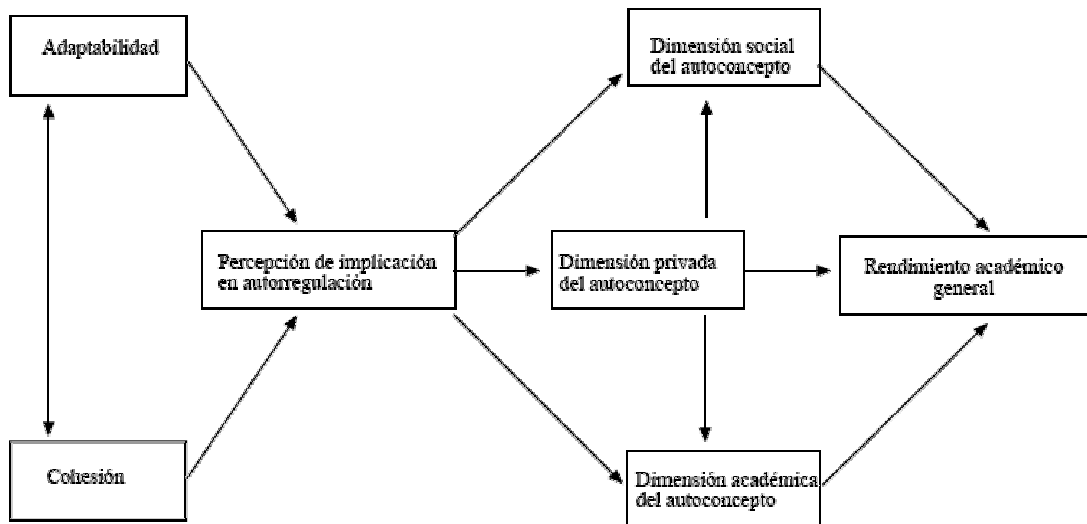 Adaptabilidad
Dimensión social
del autoconcepto
Percepción de implicación
en autorregulación
Dimensión privada
del autoconcepto
Rendimiento académico
general
Cohesión
Dimensión académica
del autoconcepto